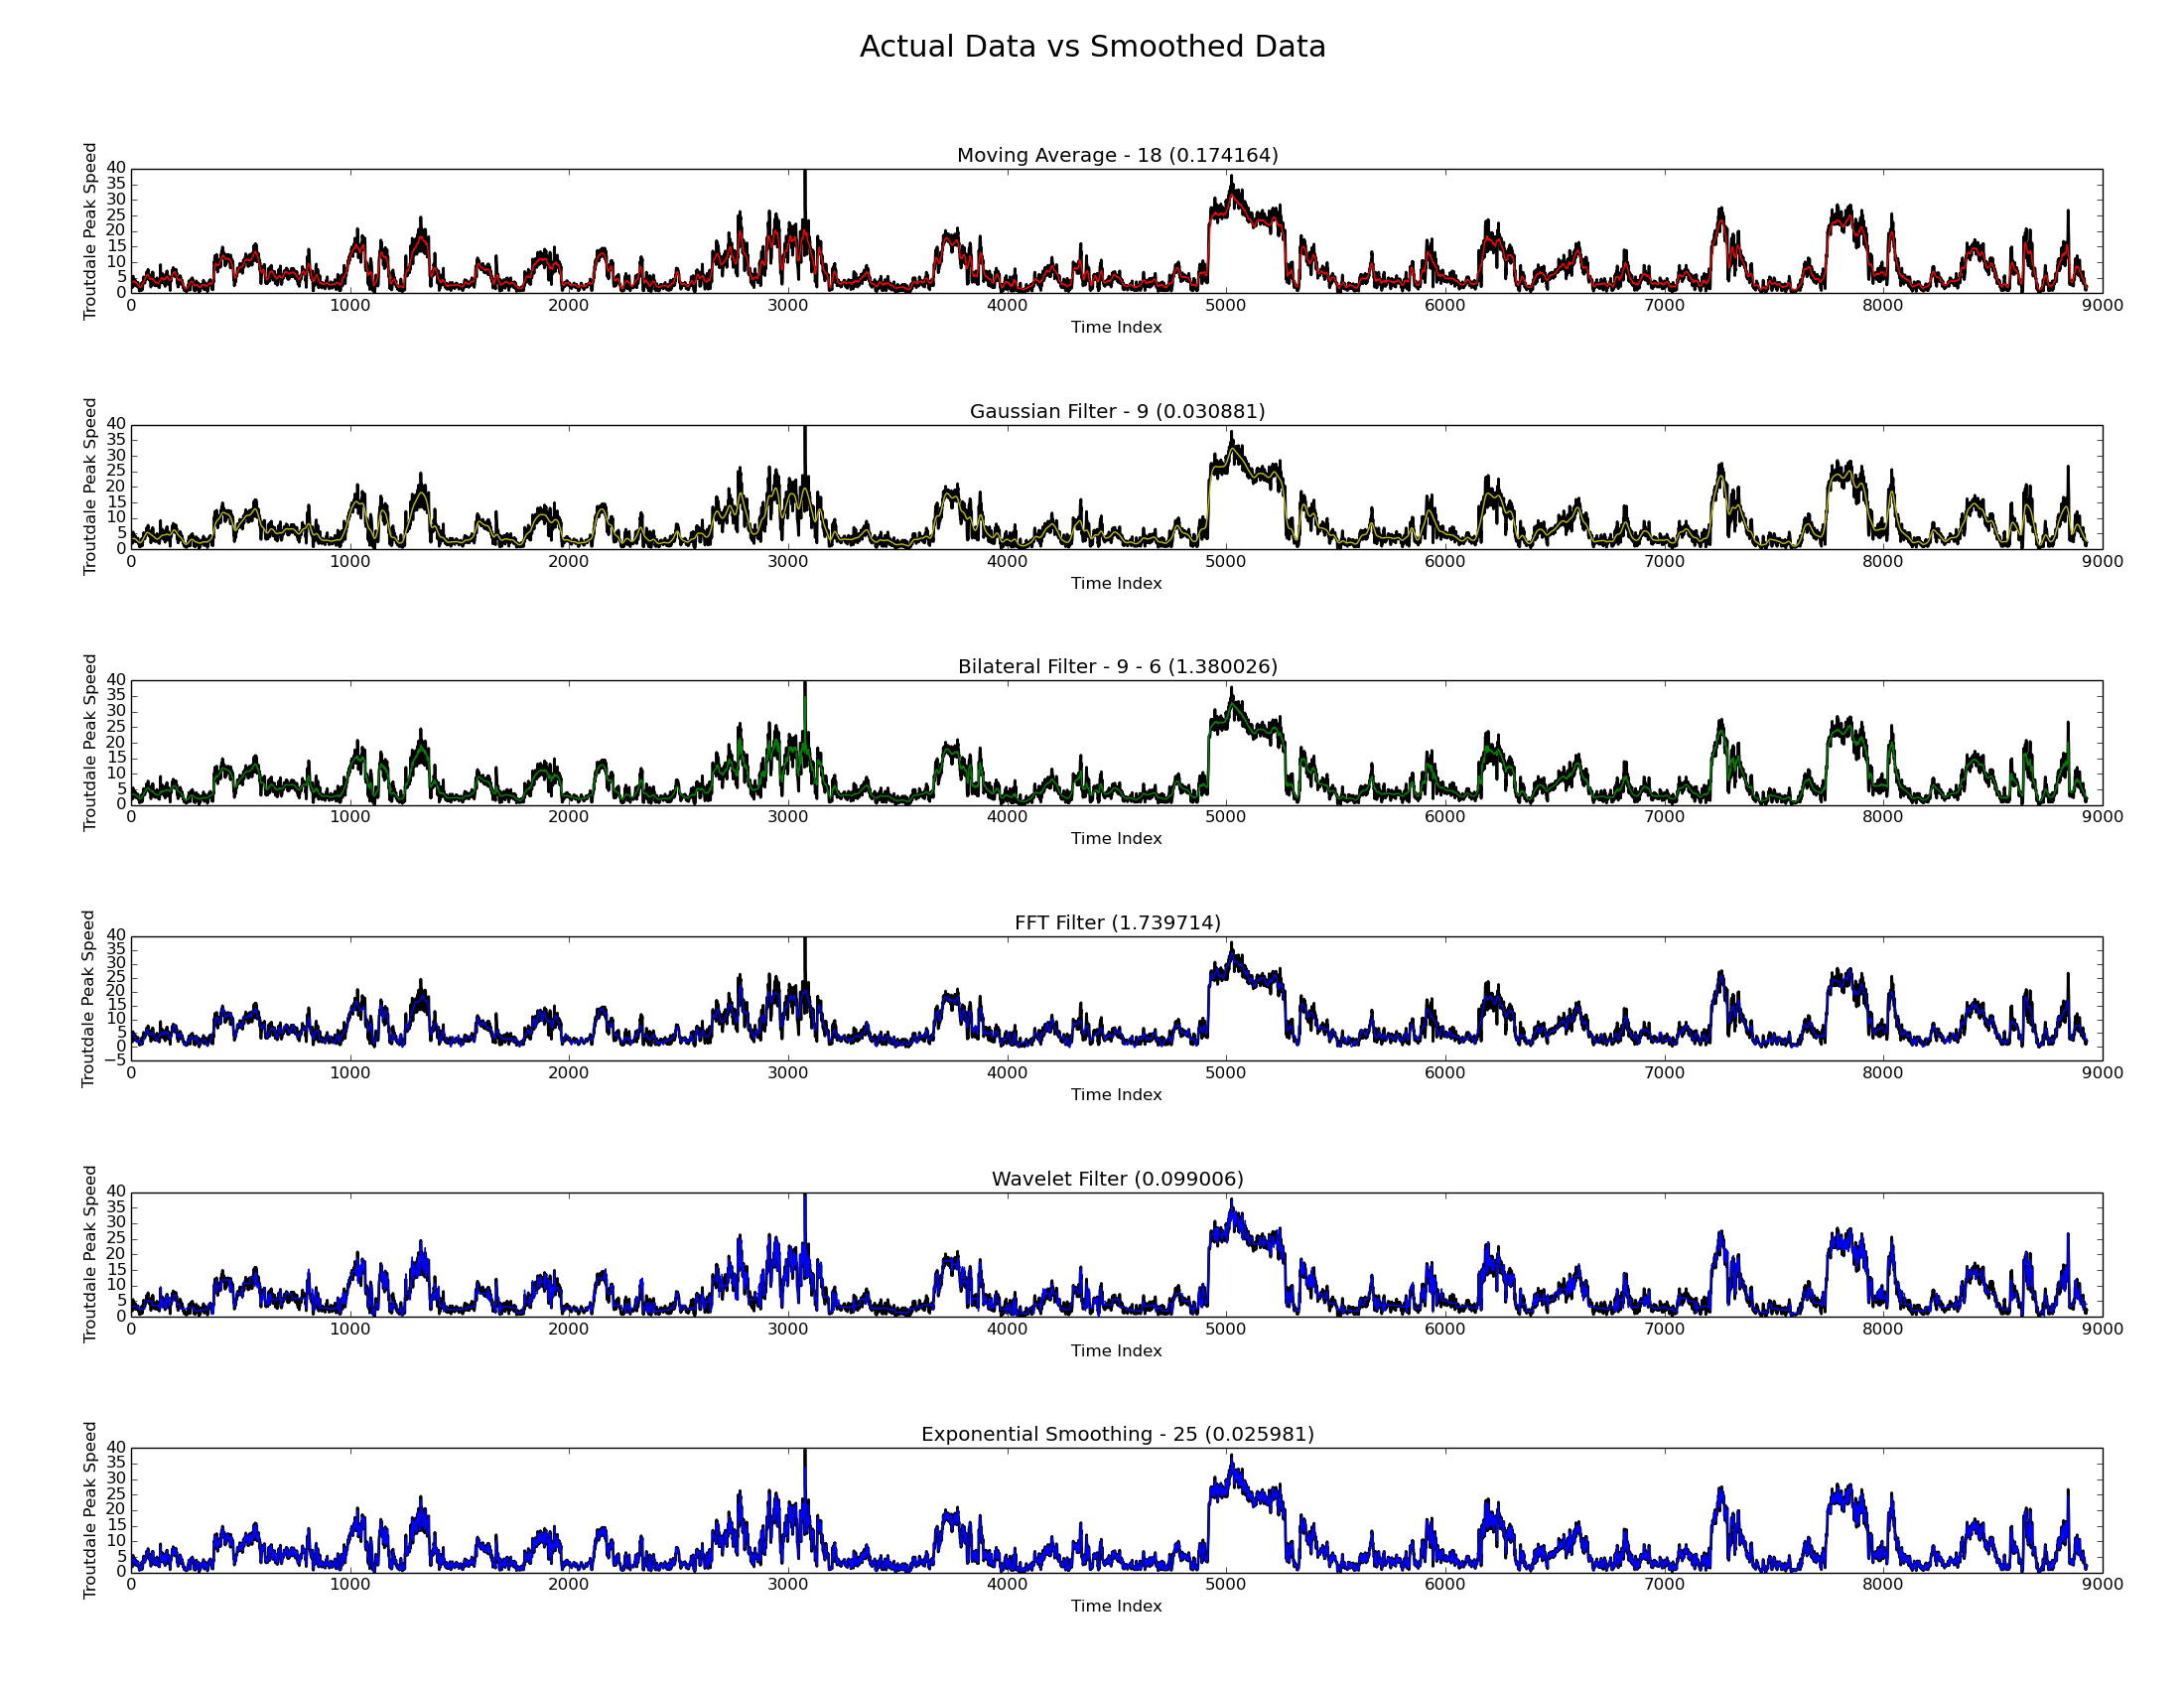 Actual Data vs Smoothed Data
Moving Average - 18 (0.174164)
Troutdale Peak Speed
40
35
30
25
20
15
10
5
0
0 1000 2000 3000 4000 5000 6000 7000 8000 9000
Time Index
Gaussian Filter - 9 (0.030881)
Troutdale Peak Speed
40
35
30
25
20
15
10
5
0
0 1000 2000 3000 4000 5000 6000 7000 8000 9000
Time Index
Bilateral Filter - 9 - 6 (1.380026)
Troutdale Peak Speed
40
35
30
25
20
15
10
5
0
0 1000 2000 3000 4000 5000 6000 7000 8000 9000
Time Index
FFT Filter (1.739714)
Troutdale Peak Speed
40
35
30
25
20
15
10
5
0
−5
0 1000 2000 3000 4000 5000 6000 7000 8000 9000
Time Index
Wavelet Filter (0.099006)
Troutdale Peak Speed
40
35
30
25
20
15
10
5
0
0 1000 2000 3000 4000 5000 6000 7000 8000 9000
Time Index
Exponential Smoothing - 25 (0.025981)
Troutdale Peak Speed
40
35
30
25
20
15
10
5
0
0 1000 2000 3000 4000 5000 6000 7000 8000 9000
Time Index